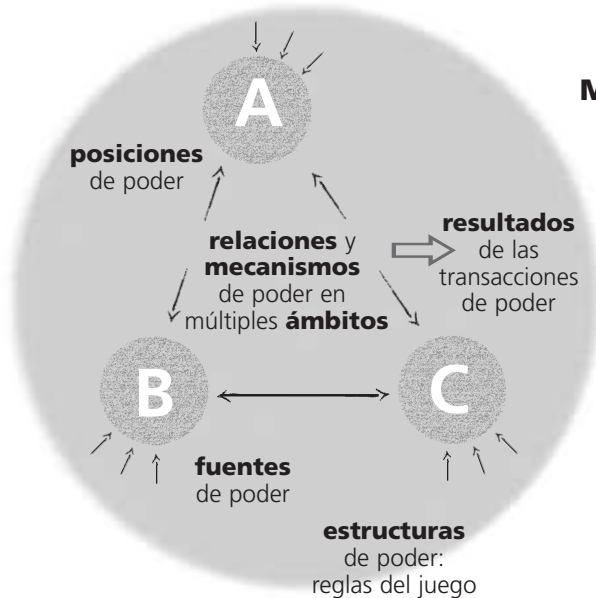 A
M
posiciones
de poder
relaciones y
mecanismos
de poder en
múltiples ámbitos
resultados
de las
transacciones
de poder
B
C
fuentes
de poder
estructuras
de poder:
reglas del juego